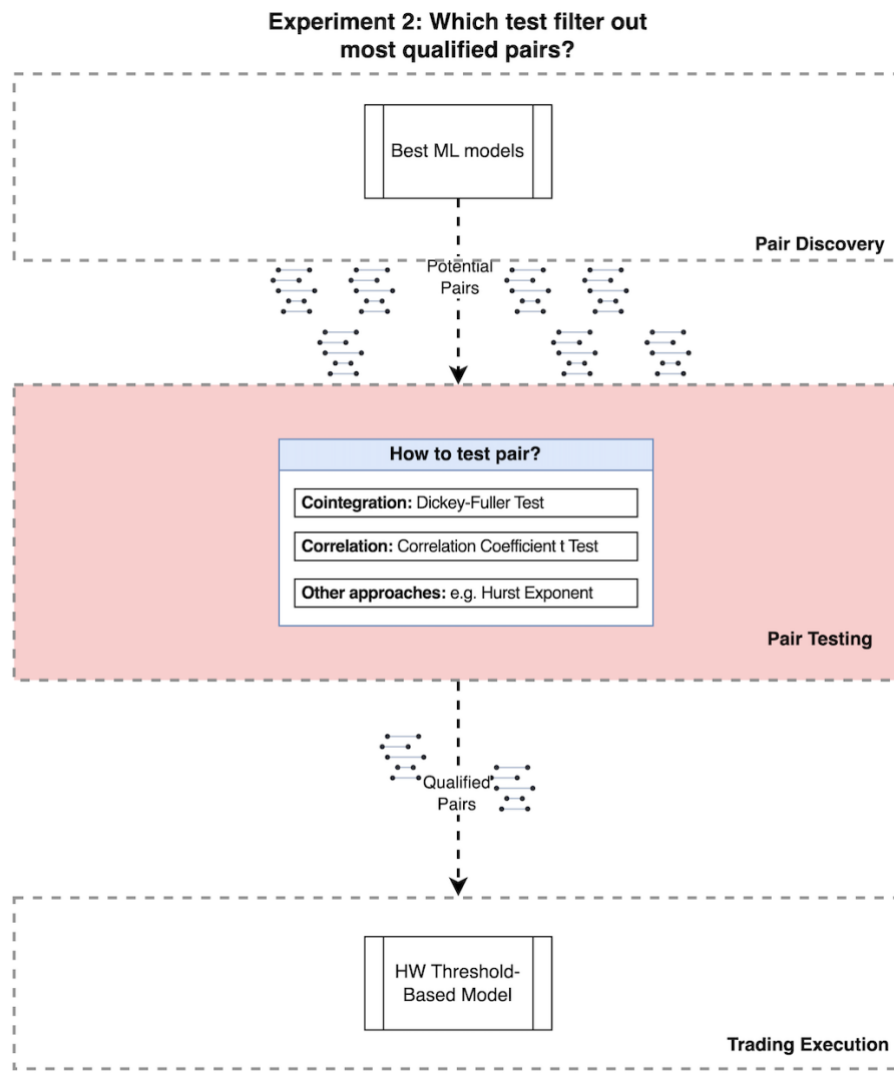 Experiment 2: Which test filter out
most qualified pairs?
Best ML models
Pair Discovery
Potential
Pairs
How to test pair?
Cointegration: Dickey-Fuller Test
Correlation: Correlation Coefficient t Test
Other approaches: e.g. Hurst Exponent
Pair Testing
Qualified
Pairs
HW Threshold-
Based Model
Trading Execution